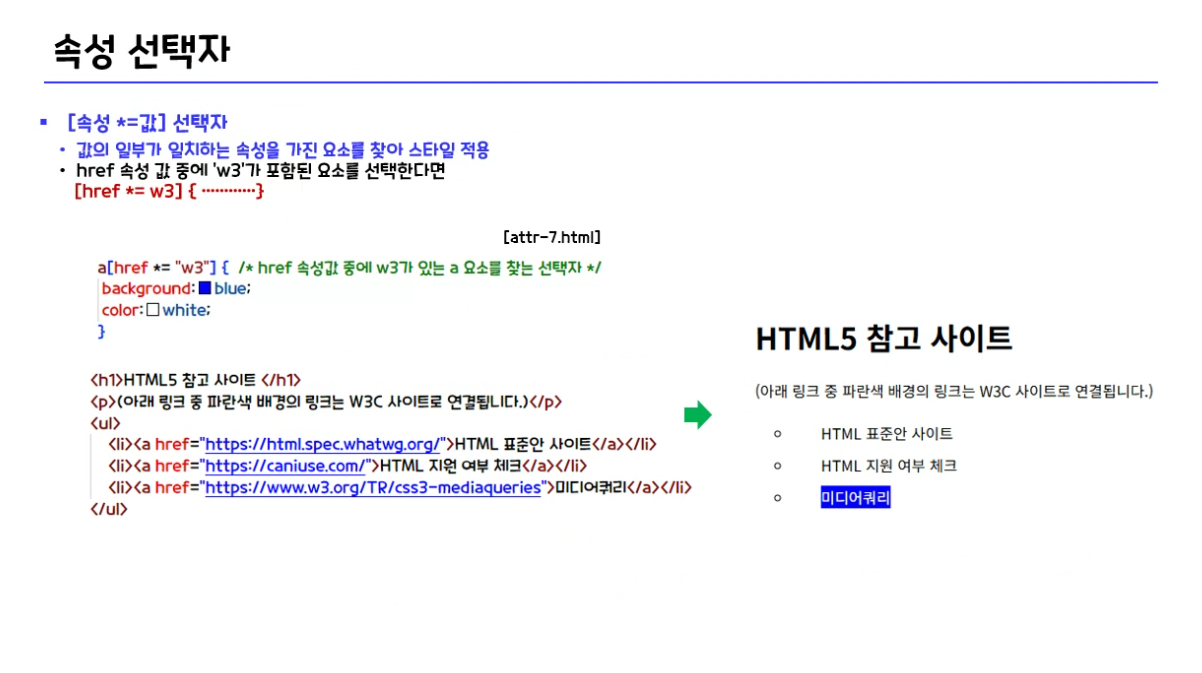 속성 선택자
▪ [속성 *=값] 선택자
• 값의 일부가 일치하는 속성을 가진 요소를 찾아 스타일 적용
• href 속성 값 중에 'w3'가 포함된 요소를 선택한다면
[href *= w3] { ············}
[attr-7.html]
a[href *= "w3"] { /* href 속성값 중에 w3가 있는 a 요소를 찾는 선택자 */
background: blue;
color: white;
}
<h1>HTML5 참고 사이트 </h1>
<p>(아래 링크 중 파란색 배경의 링크는 W3C 사이트로 연결됩니다.)</p>
<ul>
<li><a href="https://html.spec.whatwg.org/">HTML 표준안 사이트</a></li>
<li><a href="https://caniuse.com/">HTML 지원 여부 체크</a></li>
<li><a href="https://www.w3.org/TR/css3-mediaqueries">미디어쿼리</a></li>
</ul>
HTML5 참고 사이트
(아래 링크 중 파란색 배경의 링크는 W3C 사이트로 연결됩니다.)
HTML 표준안 사이트
HTML 지원 여부 체크
미디어쿼리